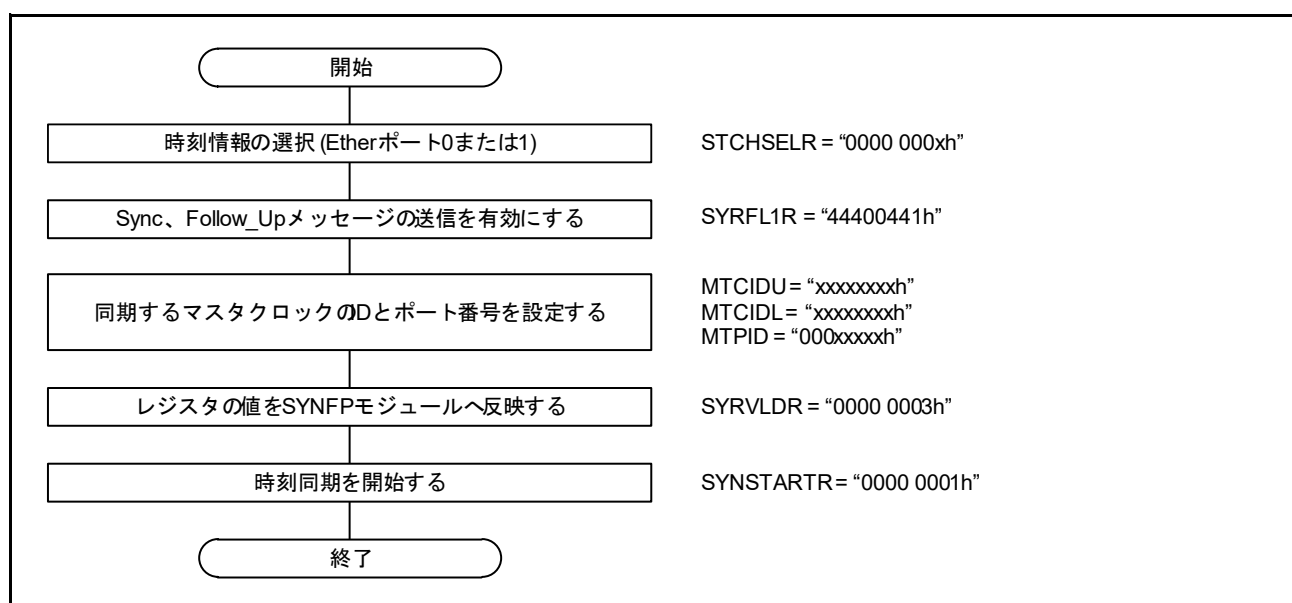 開始
時刻情報の選択 (Etherポート0または1)
STCHSELR = “0000 000xh”
Sync、Follow_Upメッセージの送信を有効にする
SYRFL1R = “44400441h”
同期するマスタクロックのIDとポート番号を設定する
MTCIDU = “xxxxxxxxh”
MTCIDL = “xxxxxxxxh”
MTPID = “000xxxxxh”
レジスタの値をSYNFPモジュールへ反映する
SYRVLDR = “0000 0003h”
時刻同期を開始する
SYNSTARTR = “0000 0001h”
終了